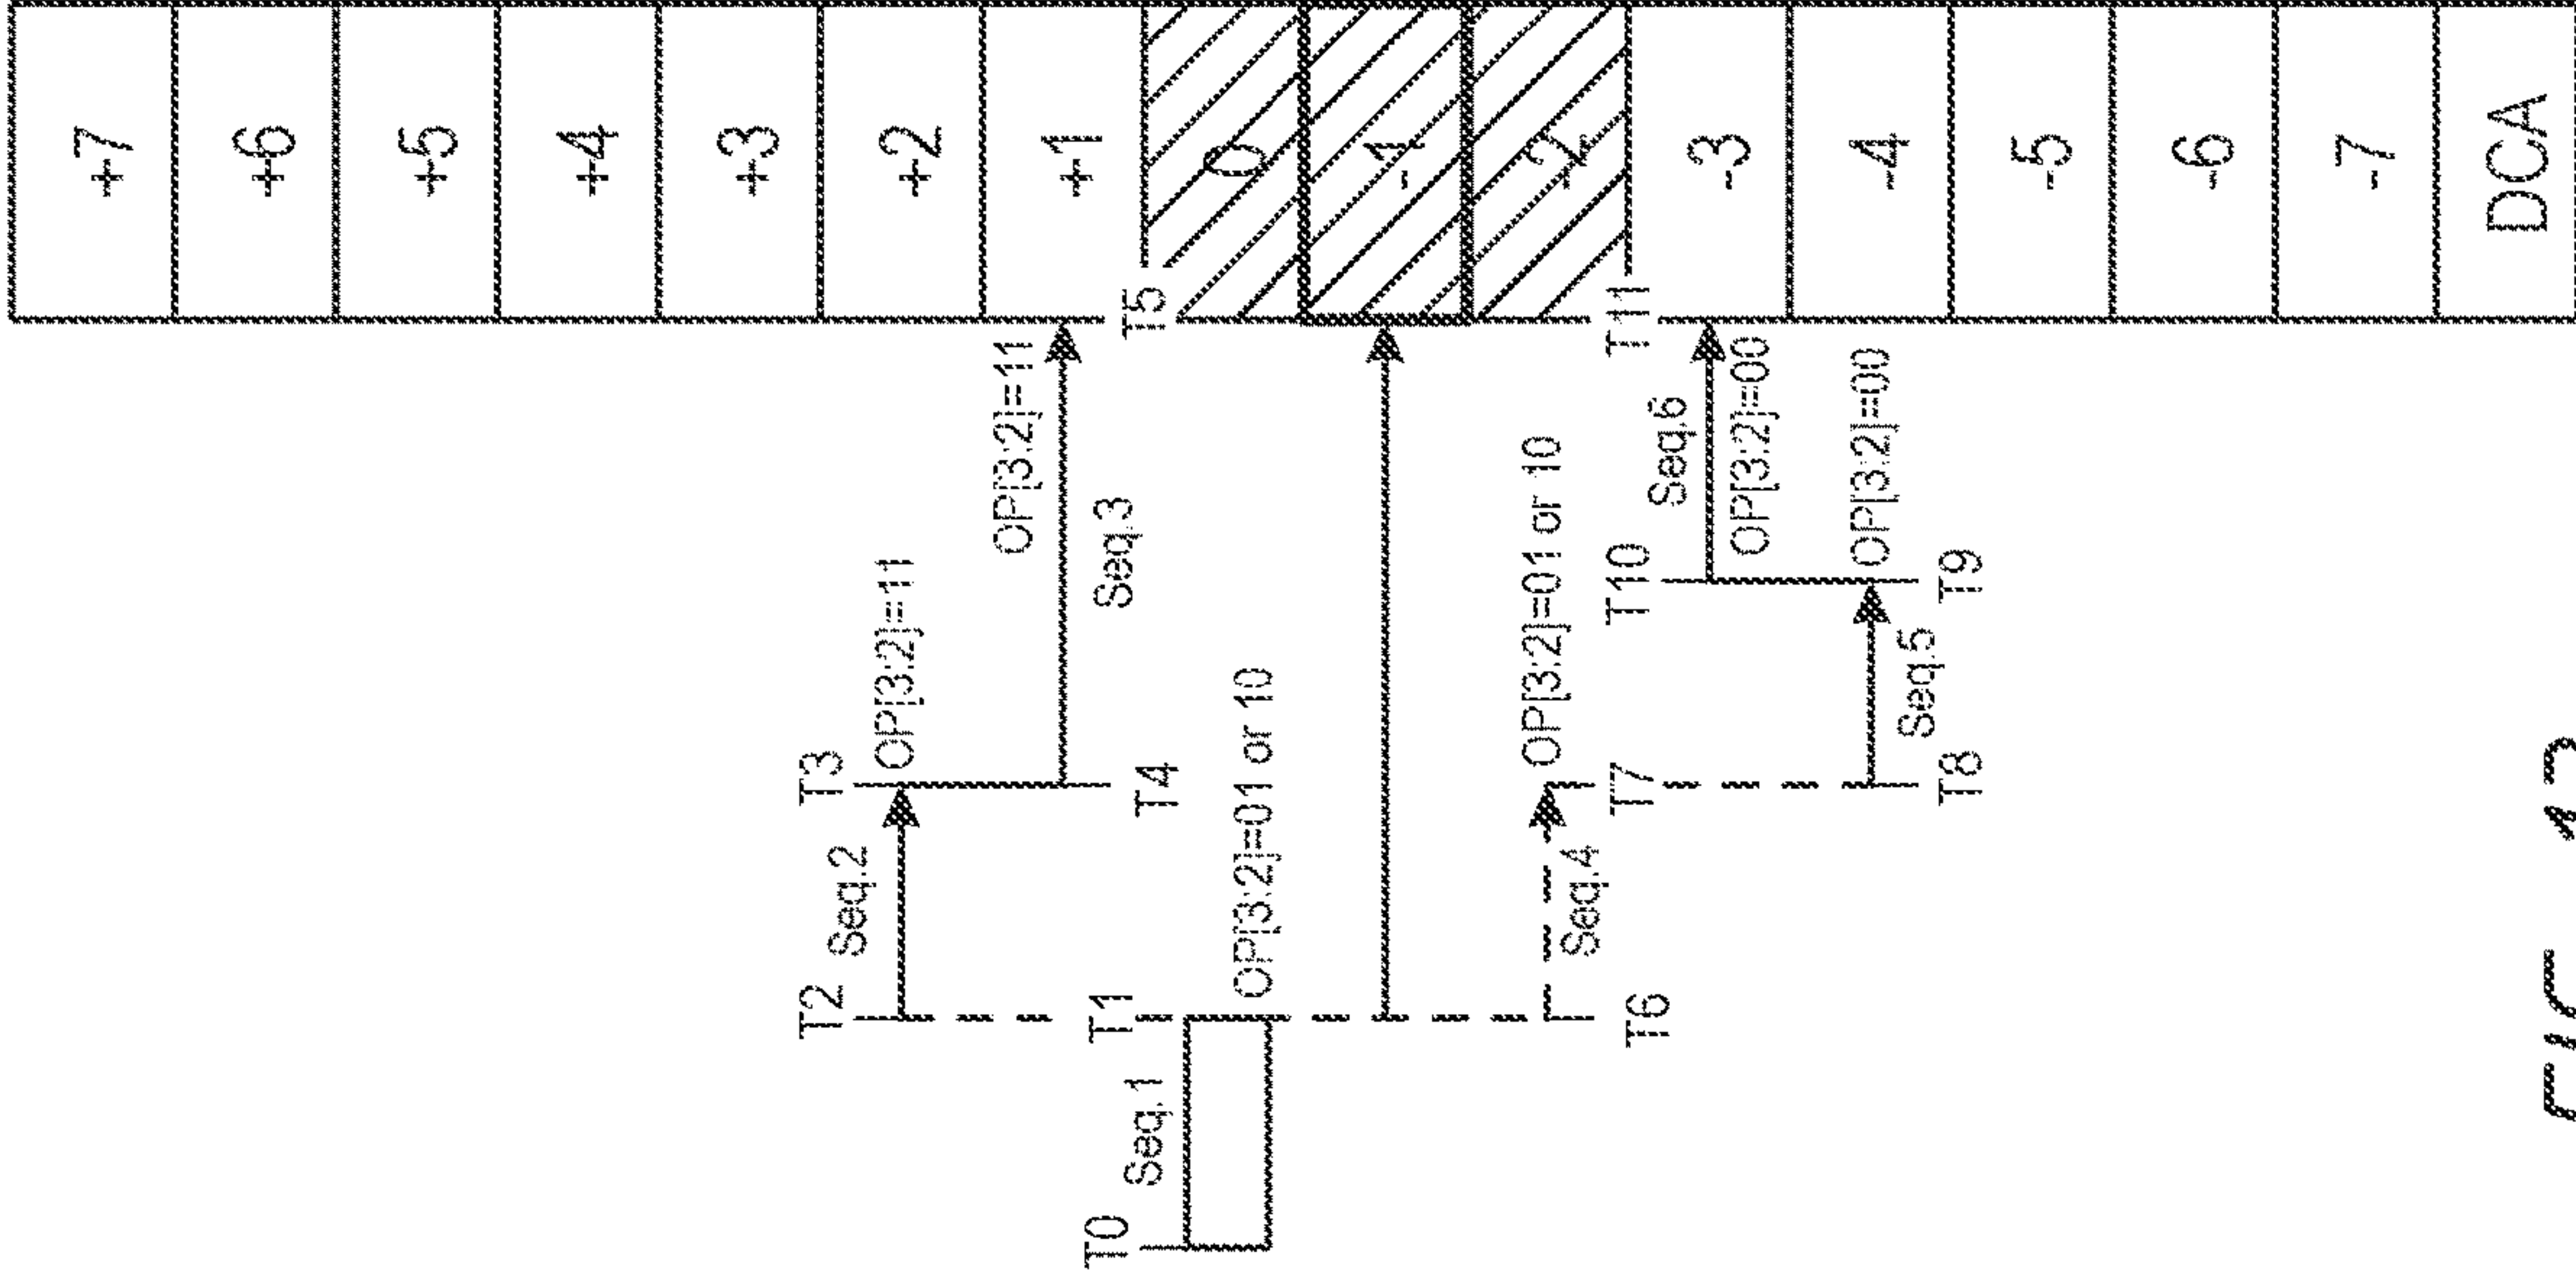 +7
+6
+5
+4
+3
+2
+1
0
-1
-2
-3
-4
-5
-6
-7
DCA
T5
T11
OP[3:2]=11
Seq.3
OP[3:2]=11
T3
T4
T2
Seq.2
T1
OP[3:2]=01 or 10
T0
Seq.1
OP[3:2]=01 or 10
Seq.4
T6
T7
T10
Seq.6
OP[3:2]=00
OP[3:2]=00
T9
Seq.5
T8